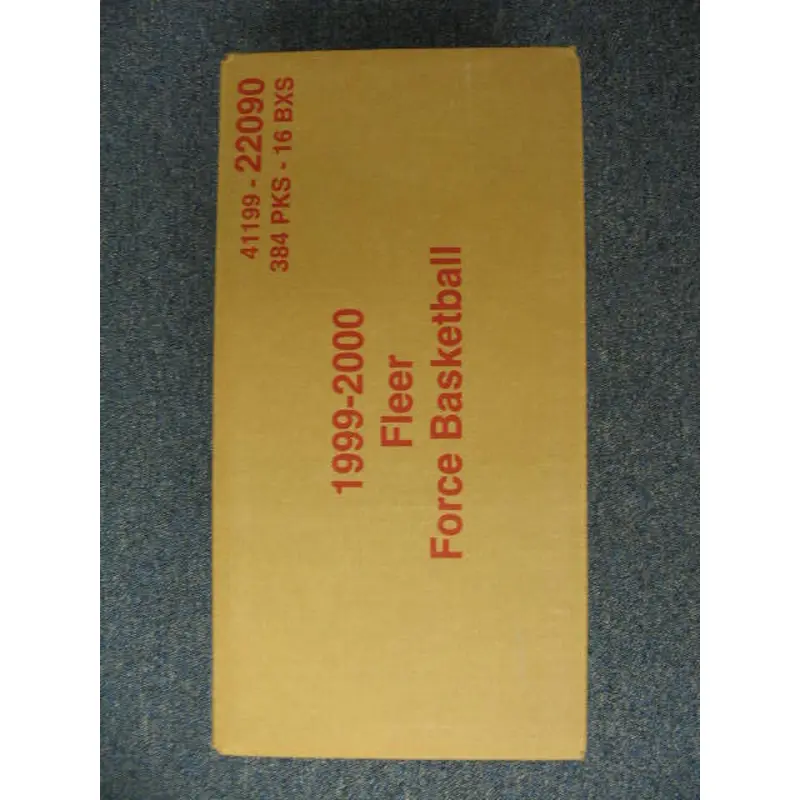 41199 - 22090
384 PKS - 16 BXS
1999-2000
Fleer
Force Basketball